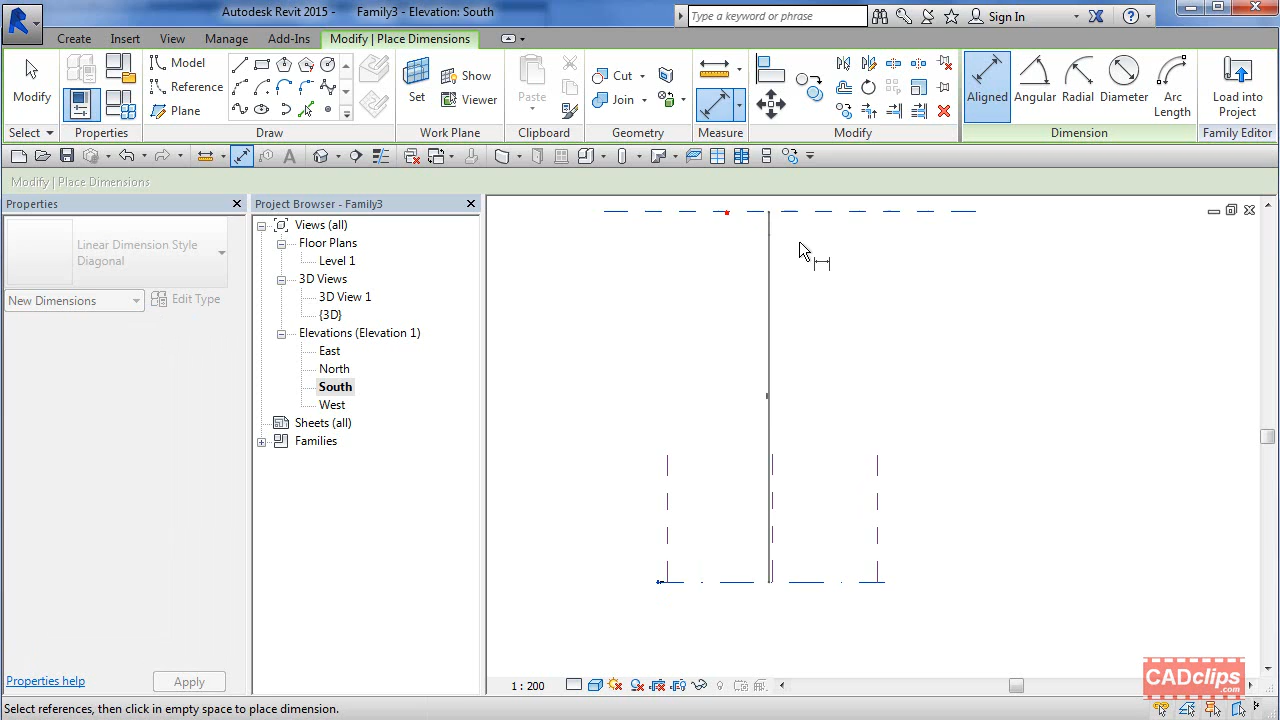 Autodesk Revit 2015 - Family3 - Elevation: South
Type a keyword or phrase
Sign In
Create Insert View Manage Add-Ins Modify | Place Dimensions
Modify
Model
Reference
Plane
Set
Show
Viewer
Paste
Cut
Join
Aligned Angular Radial Diameter Arc Length
Load into Project
Select Properties Draw Work Plane Clipboard Geometry Measure Modify Dimension Family Editor
Modify | Place Dimensions
Properties
Linear Dimension Style
Diagonal
New Dimensions
Edit Type
Properties help
Apply
Project Browser - Family3
Views (all)
Floor Plans
Level 1
3D Views
3D View 1
{3D}
Elevations (Elevation 1)
East
North
South
West
Sheets (all)
Families
1 : 200
CADclips
.com
Select references, then click in empty space to place dimension.